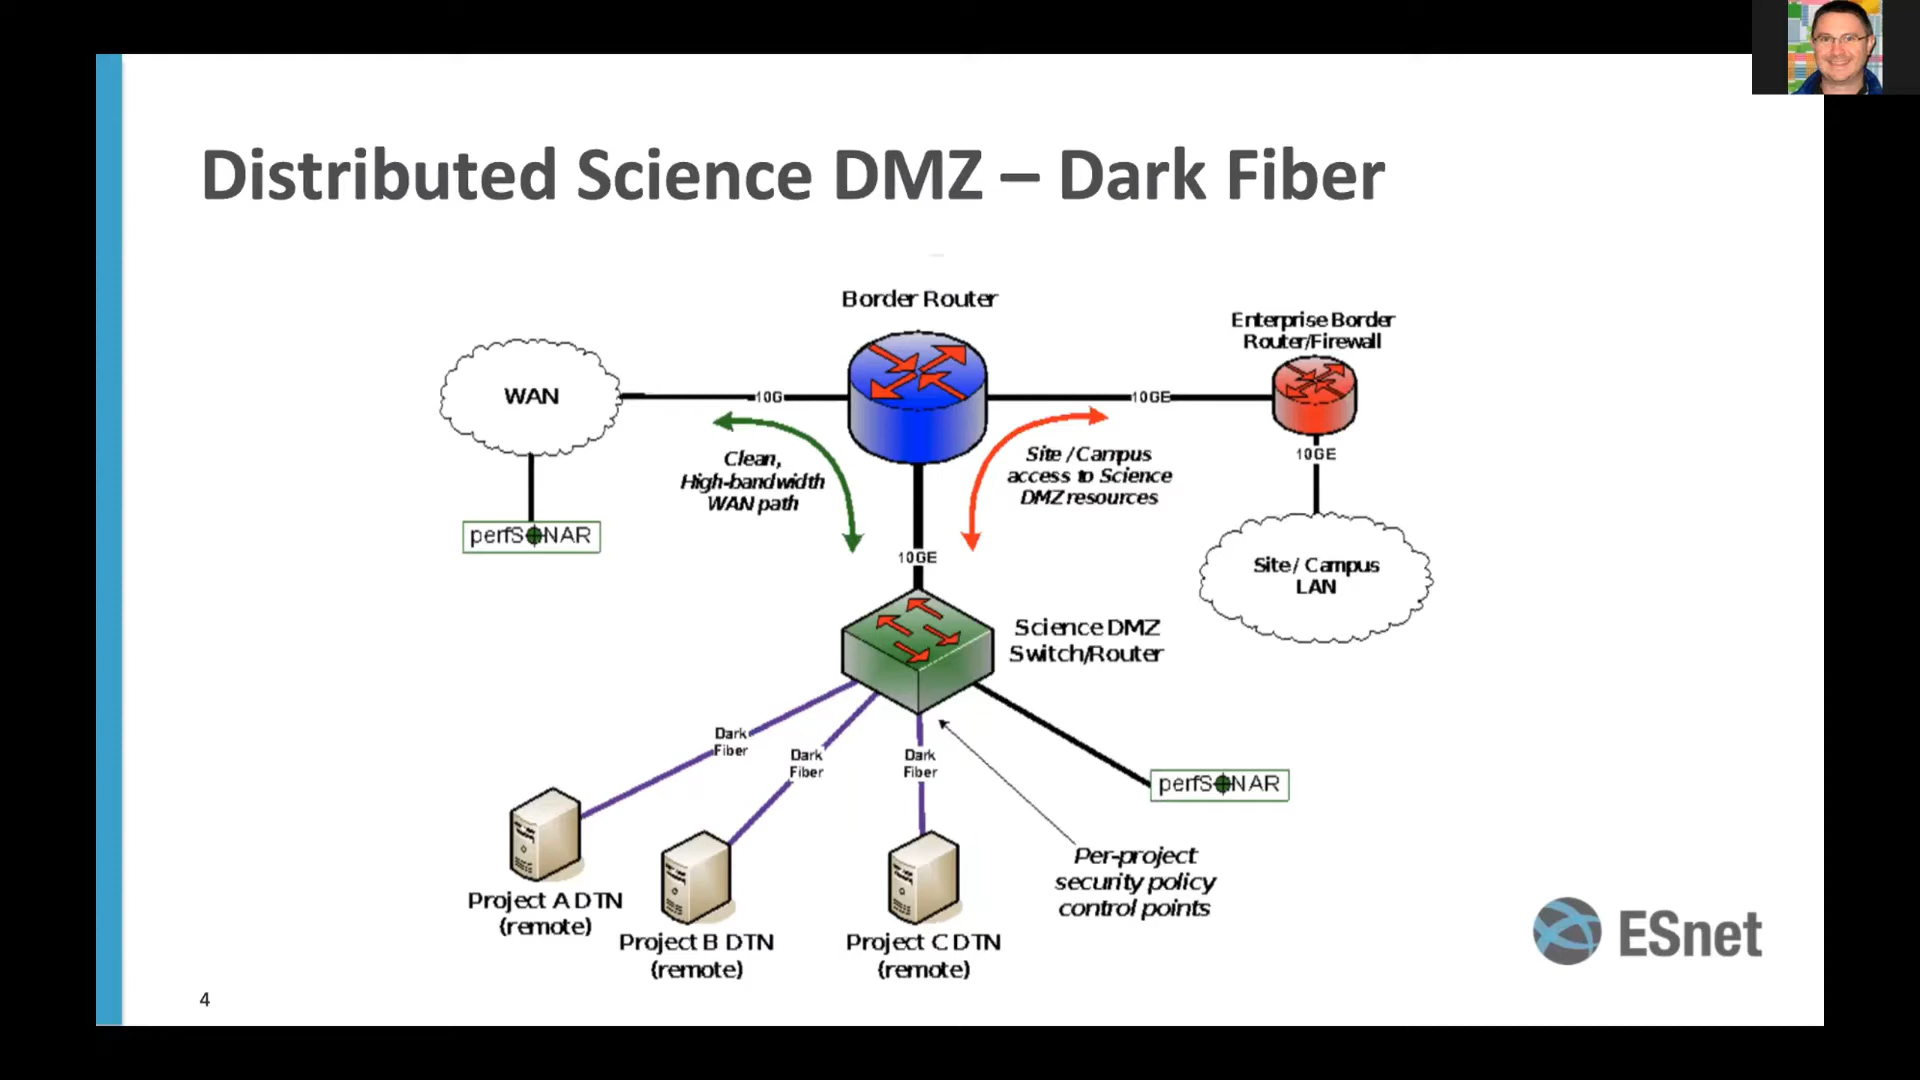 Distributed Science DMZ – Dark Fiber
Border Router
Enterprise Border
Router/Firewall
WAN
10G
10GE
Clean,
High-bandwidth
WAN path
Site / Campus
access to Science
DMZ resources
10GE
perfSONAR
10GE
Site / Campus
LAN
Science DMZ
Switch/Router
Dark
Fiber
Dark
Fiber
Dark
Fiber
perfSONAR
Project A DTN
(remote)
Project B DTN
(remote)
Project C DTN
(remote)
Per-project
security policy
control points
ESnet
4